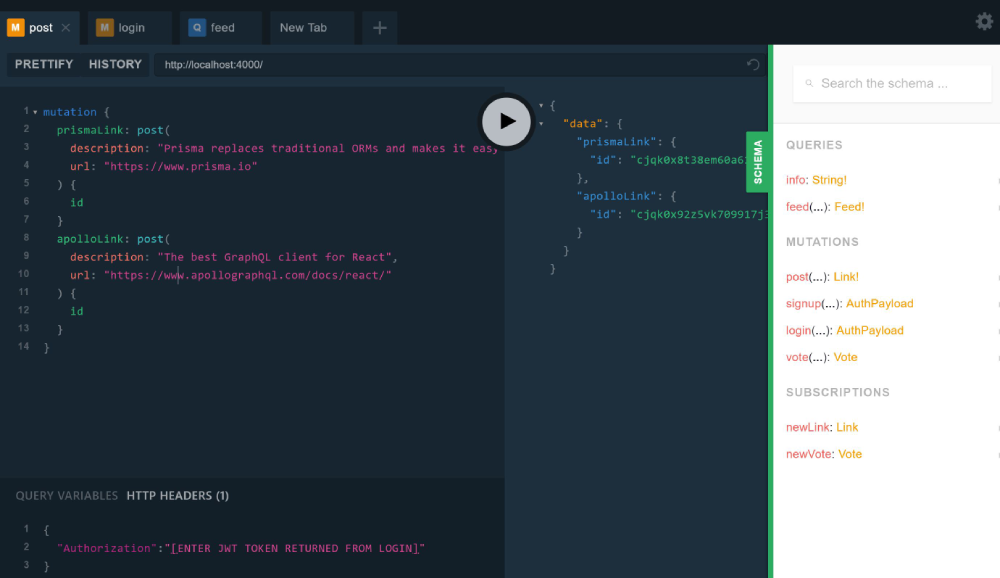 M post M login Q feed New Tab
PRETTIFY HISTORY http://localhost:4000/
1 mutation {
2 prismaLink: post(
3 description: "Prisma replaces traditional ORMs and makes it eas
4 url: "https://www.prisma.io"
5 ) {
6 id
7 }
8 apolloLink: post(
9 description: "The best GraphQL client for React",
10 url: "https://www.apollographql.com/docs/react/"
11 ) {
12 id
13 }
14 }
{
"data": {
"prismaLink": {
"id": "cjqk0x8t38em60a6
},
"apolloLink": {
"id": "cjqk0x92z5vk709917j
}
}
}
SCHEMA
QUERY VARIABLES HTTP HEADERS (1)
1 {
2 "Authorization":"[ENTER JWT TOKEN RETURNED FROM LOGIN]"
3 }
Search the schema ...
QUERIES
info: String!
feed(...): Feed!
MUTATIONS
post(...): Link!
signup(...): AuthPayload
login(...): AuthPayload
vote(...): Vote
SUBSCRIPTIONS
newLink: Link
newVote: Vote